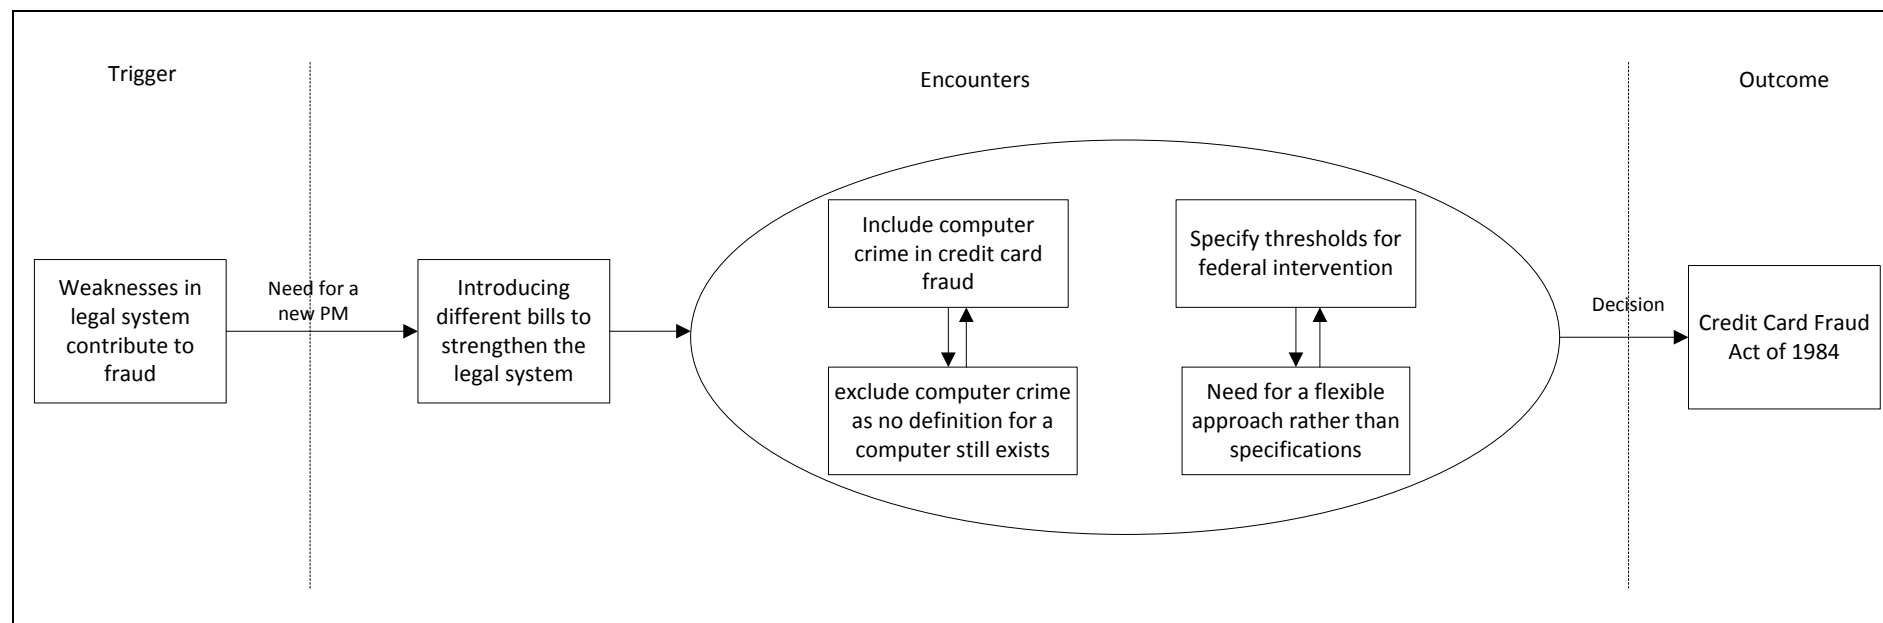 Trigger
Encounters
Outcome
Weaknesses in
legal system
contribute to
fraud
Need for a
new PM
Introducing
different bills to
strengthen the
legal system
Include computer
crime in credit card
fraud
exclude computer crime
as no definition for a
computer still exists
Specify thresholds for
federal intervention
Need for a flexible
approach rather than
specifications
Decision
Credit Card Fraud
Act of 1984